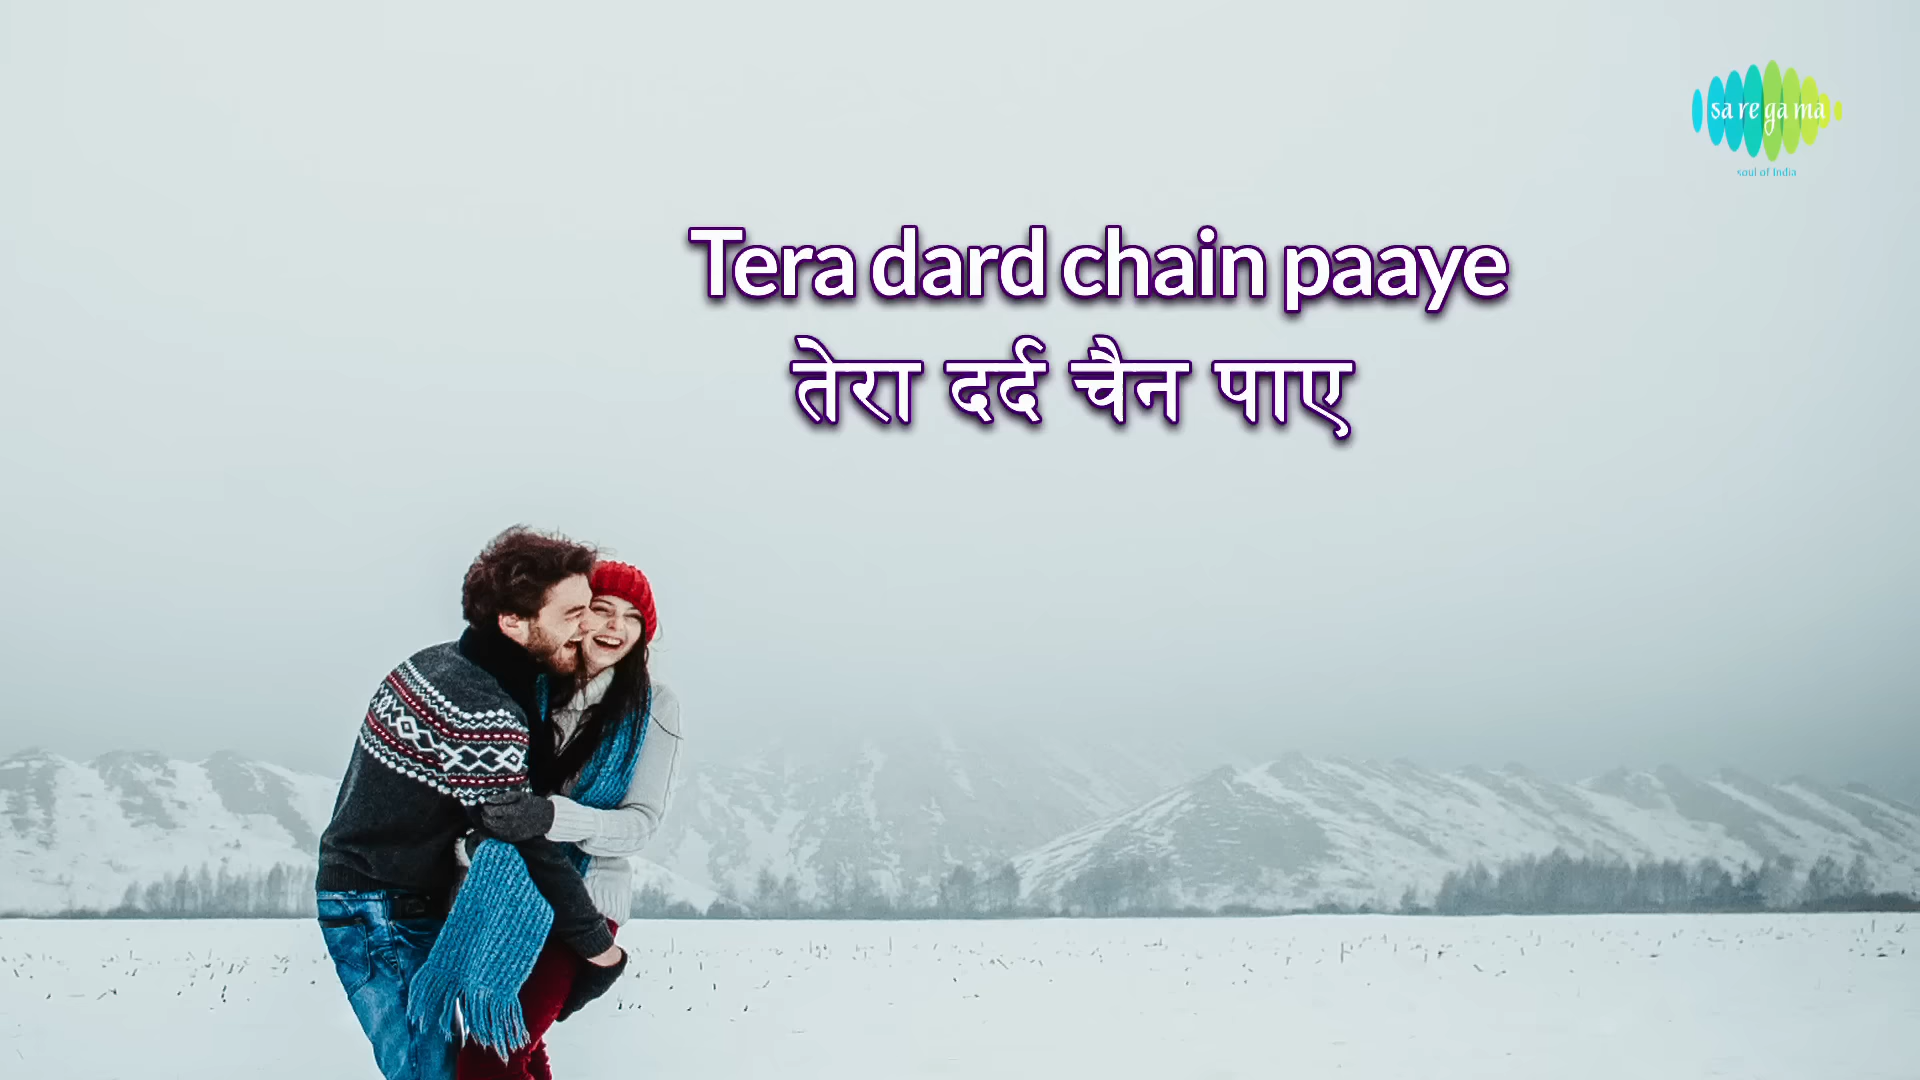 sa re ga ma
soul of India
Tera dard chain paaye
तेरा दर्द चैन पाए